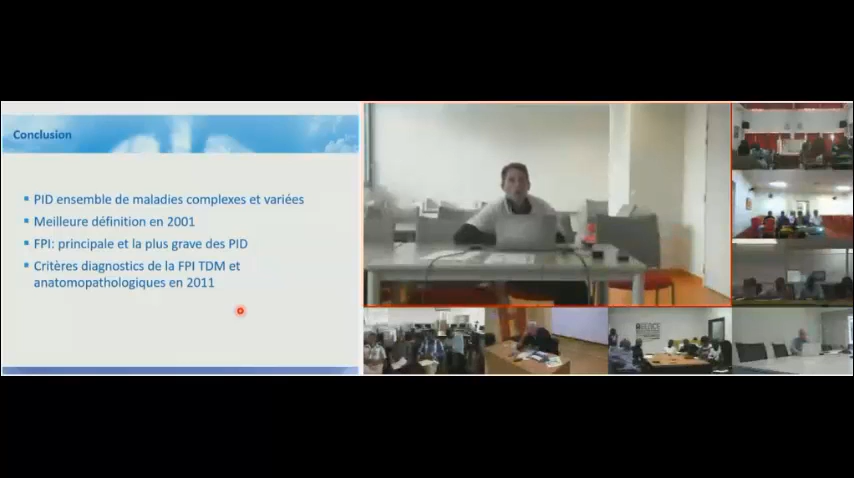 Conclusion
PID ensemble de maladies complexes et variées
Meilleure définition en 2001
FPI: principale et la plus grave des PID
Critères diagnostics de la FPI TDM et
anatomopathologiques en 2011